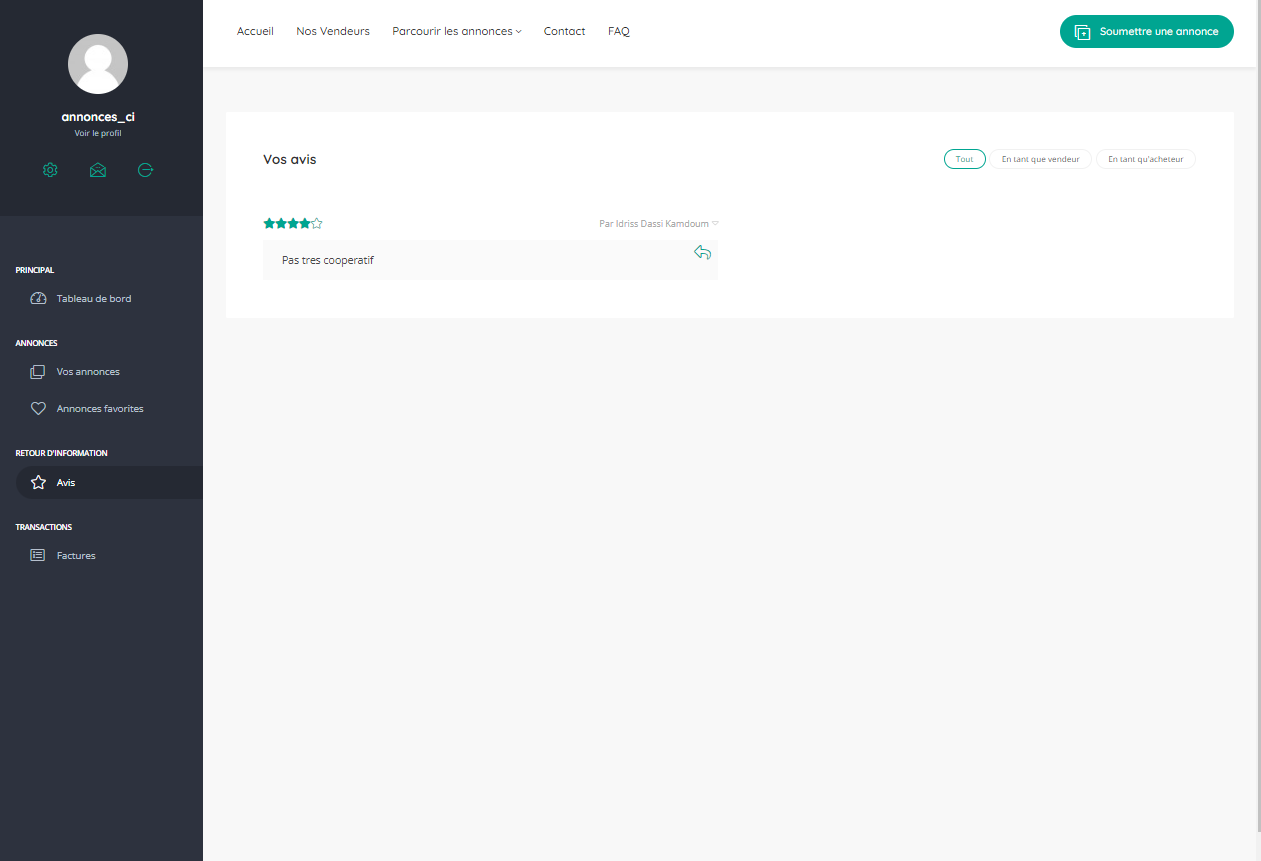 annonces_ci
Voir le profil
PRINCIPAL
Tableau de bord
ANNONCES
Vos annonces
Annonces favorites
RETOUR D'INFORMATION
Avis
TRANSACTIONS
Factures
Accueil Nos Vendeurs Parcourir les annonces Contact FAQ Soumettre une annonce
Vos avis Tout En tant que vendeur En tant qu'acheteur
Par Idriss Dassi Kamdoum
Pas tres cooperatif